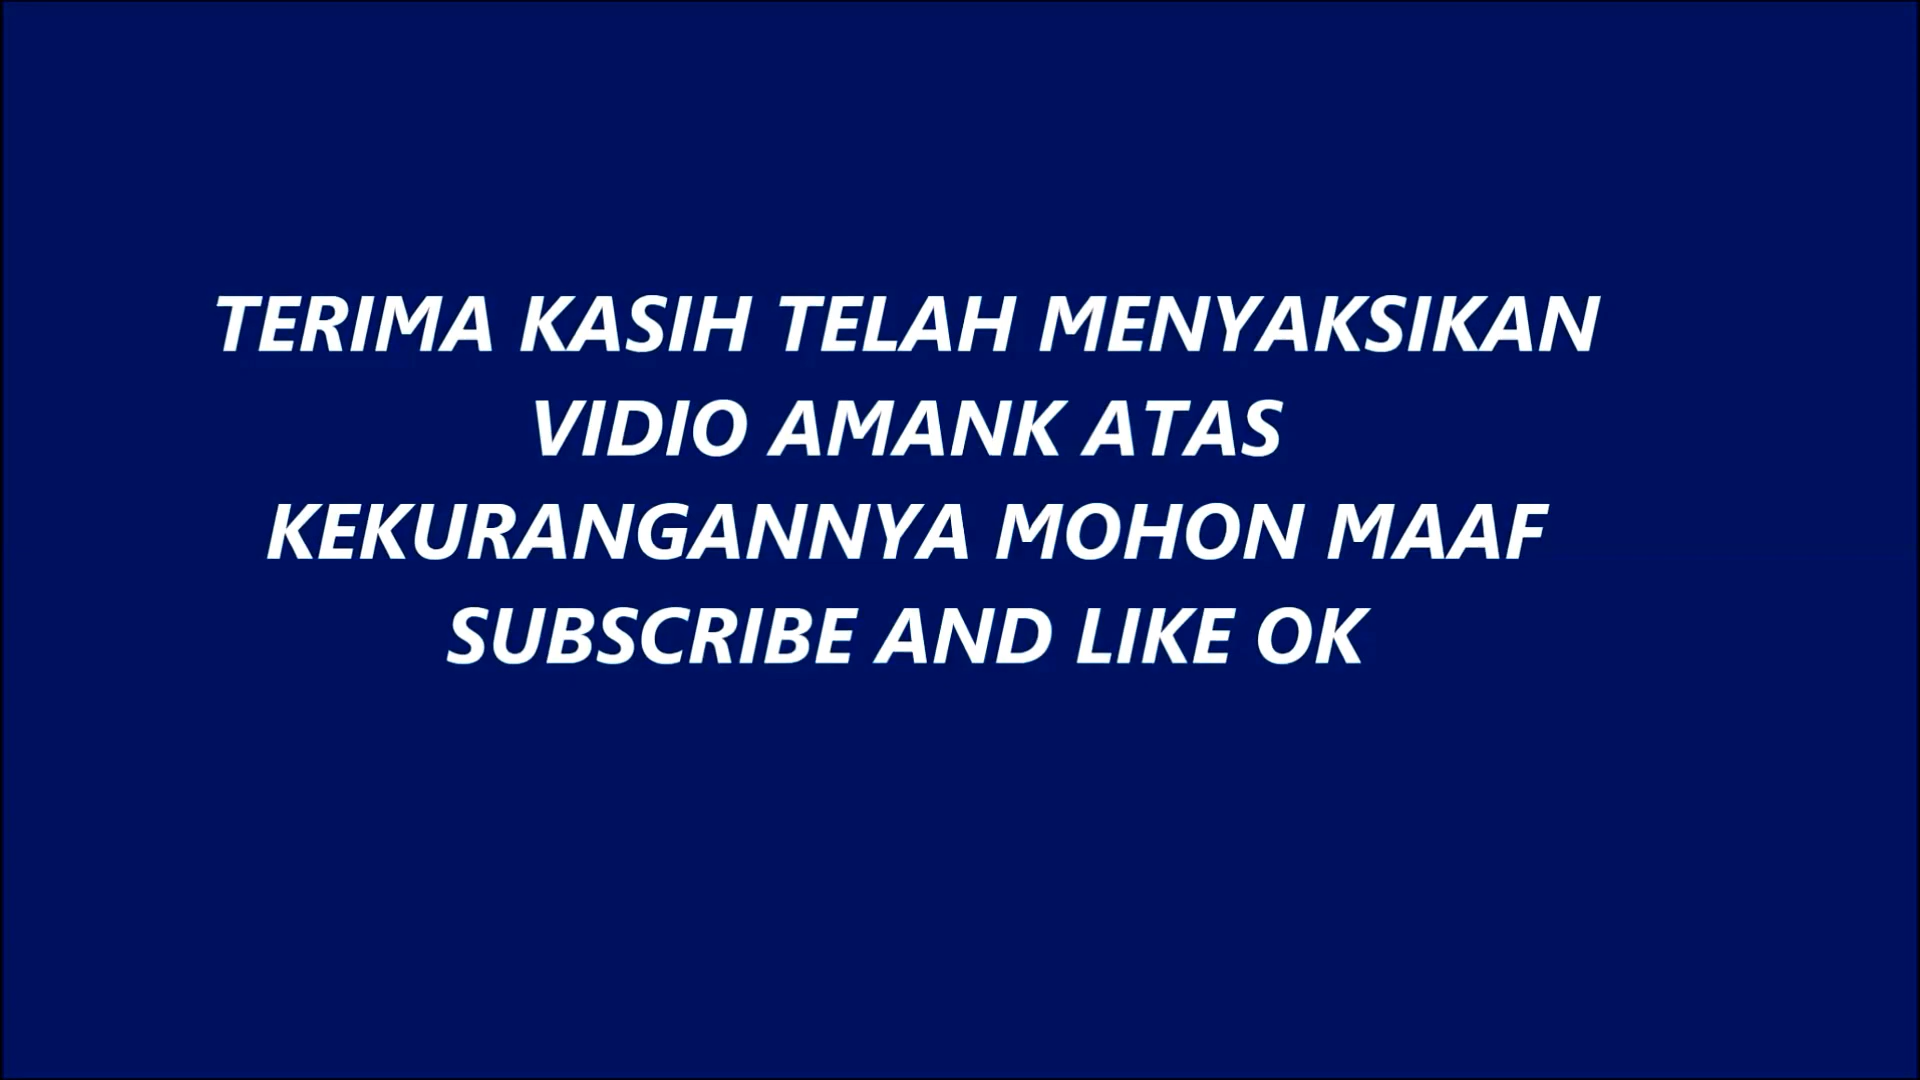 TERIMA KASIH TELAH MENYAKSIKAN
VIDIO AMANK ATAS
KEKURANGANNYA MOHON MAAF
SUBSCRIBE AND LIKE OK